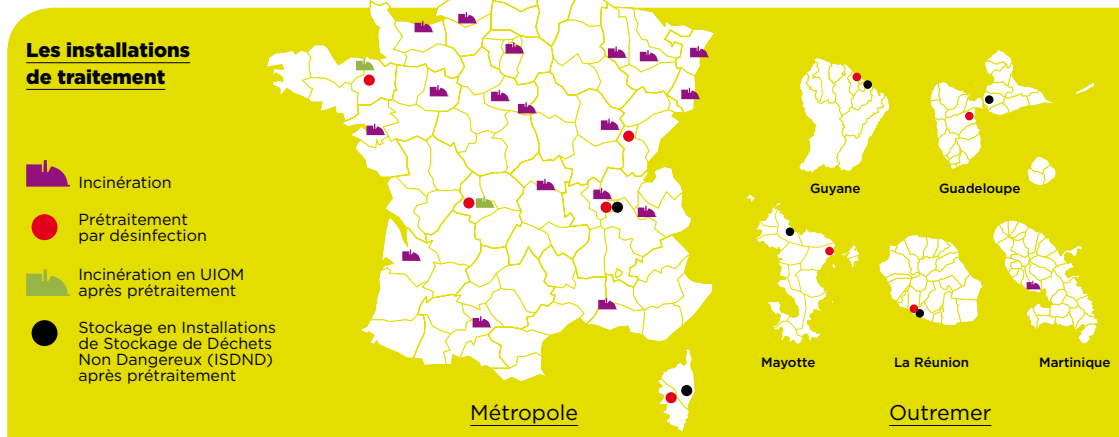 Les installations
de traitement
Incinération
Prétraitement
par désinfection
Incinération en UIOM
après prétraitement
Stockage en Installations
de Stockage de Déchets
Non Dangereux (ISDND)
après prétraitement
Métropole
Guyane
Guadeloupe
Mayotte
La Réunion
Martinique
Outremer